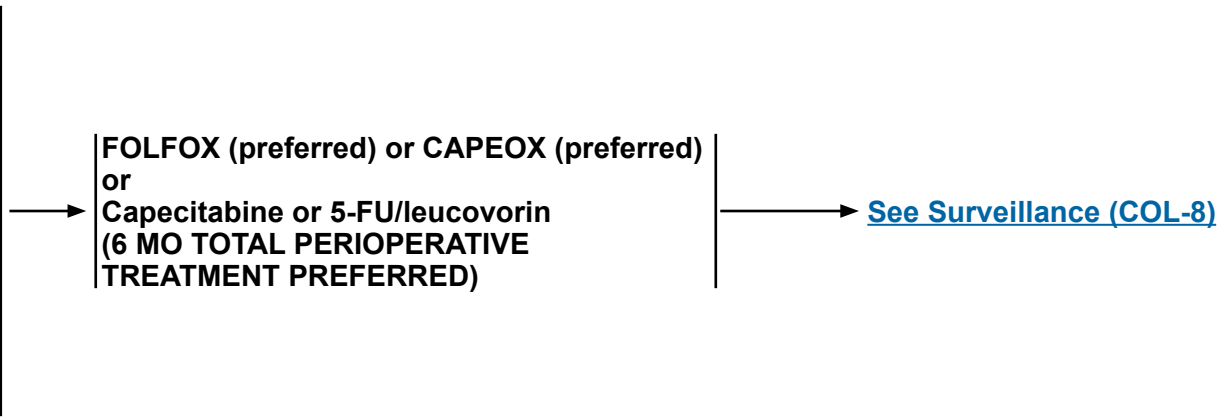 FOLFOX (preferred) or CAPEOX (preferred)
or
Capecitabine or 5-FU/leucovorin
(6 MO TOTAL PERIOPERATIVE
TREATMENT PREFERRED)
See Surveillance (COL-8)